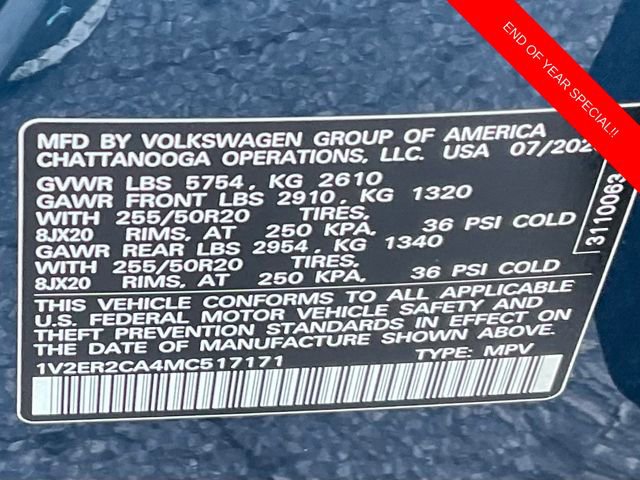 END OF YEAR SPECIAL!!
MFD BY VOLKSWAGEN GROUP OF AMERICA
CHATTANOOGA OPERATIONS, LLC. USA 07/202
GVWR LBS 5754, KG 2610
GAWR FRONT LBS 2910, KG 1320
WITH 255/50R20 TIRES,
8JX20 RIMS, AT 250 KPA, 36 PSI COLD
GAWR REAR LBS 2954, KG 1340
WITH 255/50R20 TIRES,
8JX20 RIMS, AT 250 KPA, 36 PSI COLD
THIS VEHICLE CONFORMS TO ALL APPLICABLE
U.S. FEDERAL MOTOR VEHICLE SAFETY AND
THEFT PREVENTION STANDARDS IN EFFECT ON
THE DATE OF MANUFACTURE SHOWN ABOVE.
1V2ER2CA4MC517171 TYPE: MPV
3110063